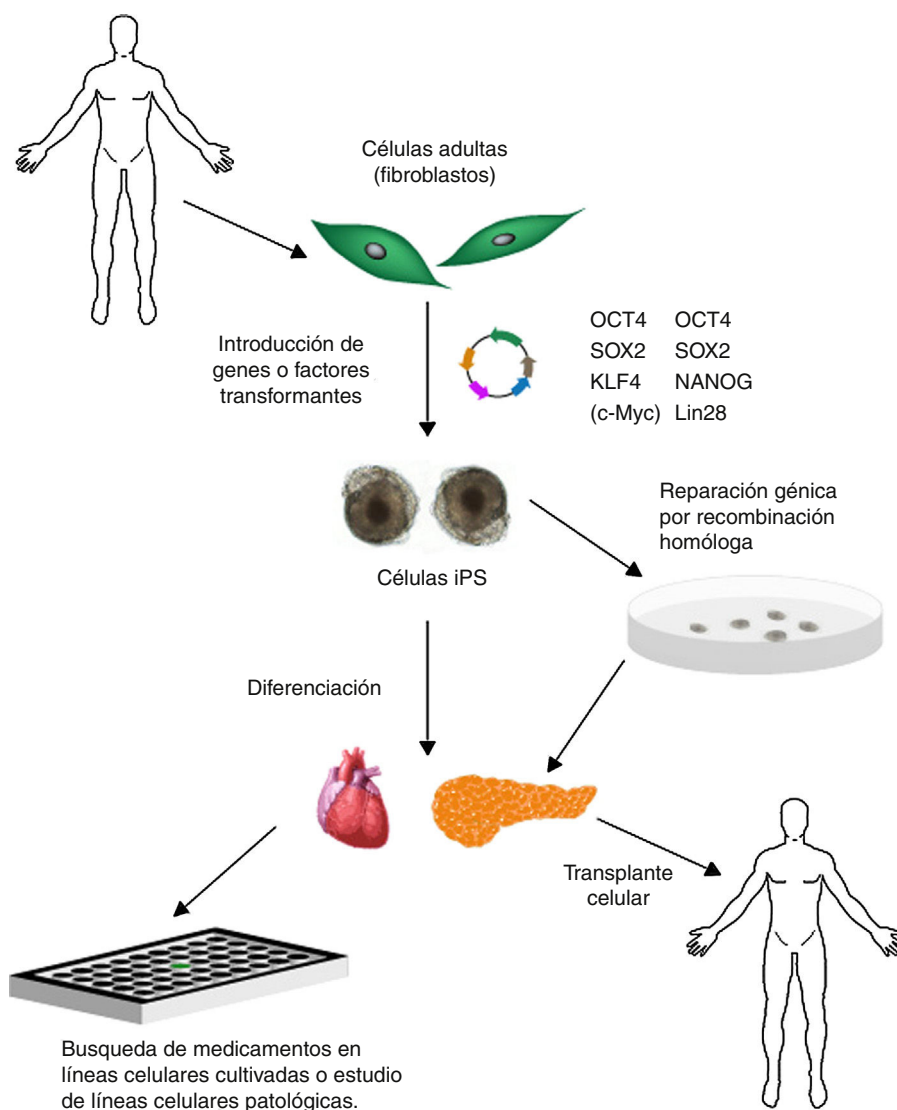 Células adultas
(fibroblastos)
Introducción de
genes o factores
transformantes
OCT4 OCT4
SOX2 SOX2
KLF4 NANOG
(c-Myc) Lin28
Células iPS
Reparación génica
por recombinación
homóloga
Diferenciación
Transplante
celular
Busqueda de medicamentos en
líneas celulares cultivadas o estudio
de líneas celulares patológicas.